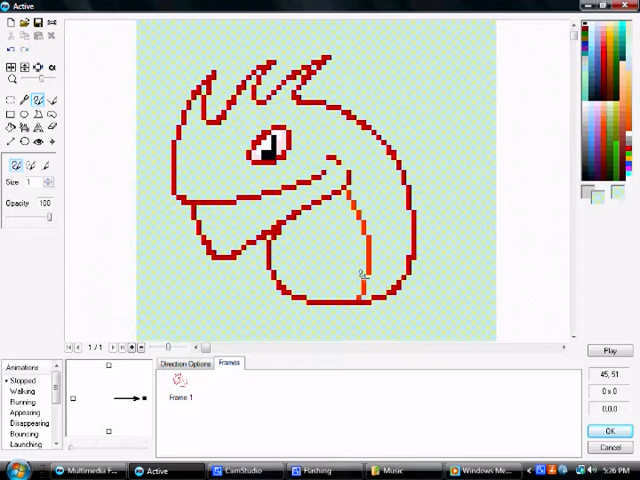 Active
Size 1
Opacity 100
1 / 1
Animations
Stopped
Walking
Running
Appearing
Disappearing
Bouncing
Launching
Direction Options
Frames
Frame 1
Play
45, 51
0 x 0
0,0,0
OK
Cancel
Multimedia F...
Active
CamStudio
Flashing
Music
Windows Me...
5:26 PM